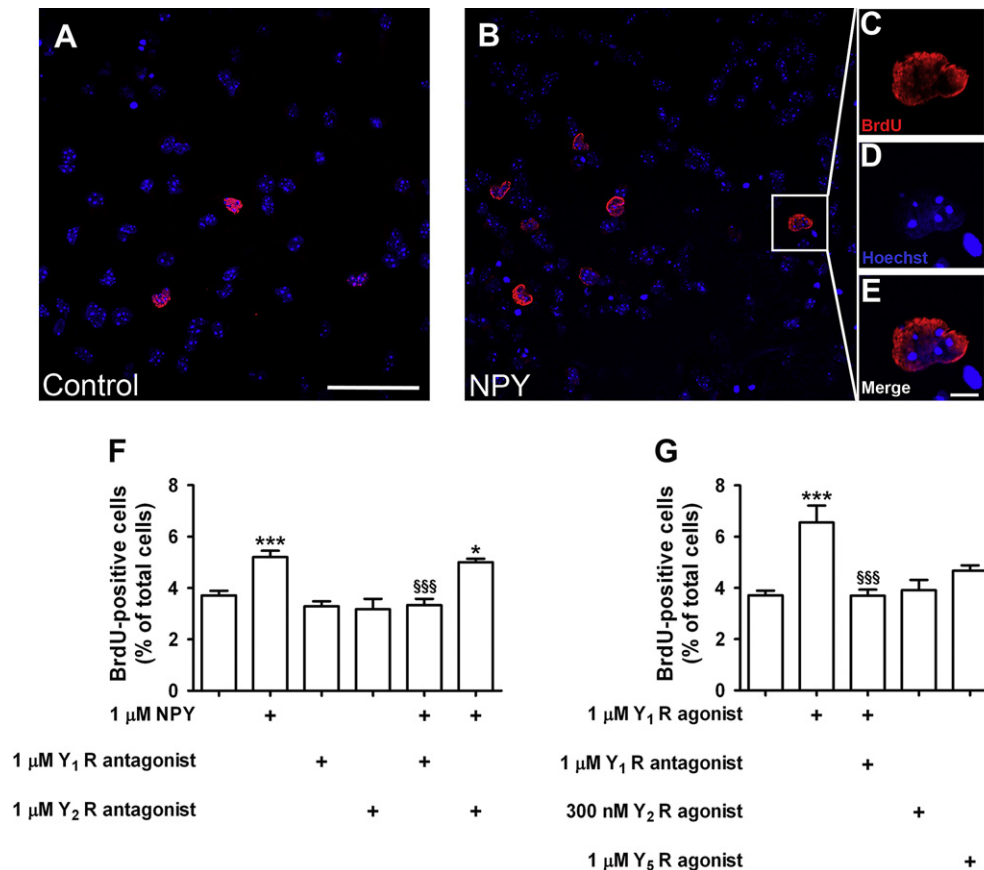 A
Control
B
NPY
C
BrdU
D
Hoechst
E
Merge
F
BrdU-positive cells
(% of total cells)
8
6
4
2
0
***
§§§
*
1 µM NPY + + +
1 µM Y₁ R antagonist + +
1 µM Y₂ R antagonist + +
G
BrdU-positive cells
(% of total cells)
8
6
4
2
0
***
§§§
1 µM Y₁ R agonist + +
1 µM Y₁ R antagonist +
300 nM Y₂ R agonist +
1 µM Y₅ R agonist +